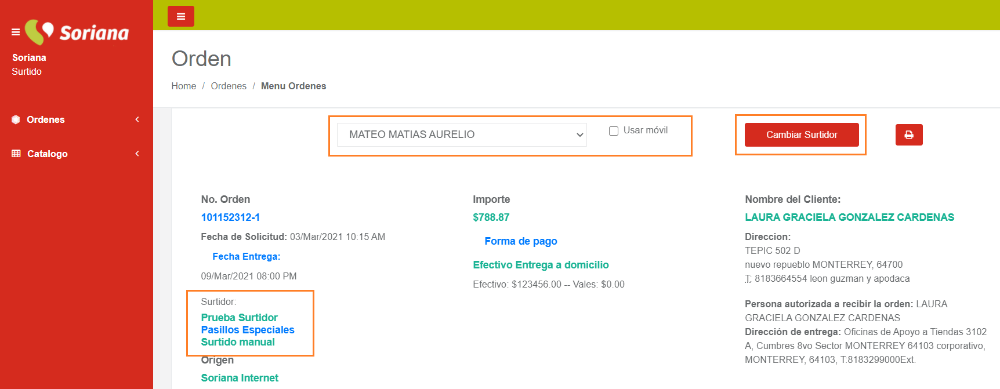 Soriana
Soriana
Surtido
Ordenes
Catalogo
Orden
Home / Ordenes / Menu Ordenes
MATEO MATIAS AURELIO
Usar móvil
Cambiar Surtidor
No. Orden
101152312-1
Fecha de Solicitud: 03/Mar/2021 10:15 AM
Fecha Entrega:
09/Mar/2021 08:00 PM
Surtidor:
Prueba Surtidor
Pasillos Especiales
Surtido manual
Origen
Soriana Internet
Importe
$788.87
Forma de pago
Efectivo Entrega a domicilio
Efectivo: $123456.00 -- Vales: $0.00
Nombre del Cliente:
LAURA GRACIELA GONZALEZ CARDENAS
Direccion:
TEPIC 502 D
nuevo repueblo MONTERREY, 64700
T: 8183664554 leon guzman y apodaca
Persona autorizada a recibir la orden: LAURA
GRACIELA GONZALEZ CARDENAS
Dirección de entrega: Oficinas de Apoyo a Tiendas 3102
A, Cumbres 8vo Sector MONTERREY 64103 corporativo,
MONTERREY, 64103, T:8183299000Ext.